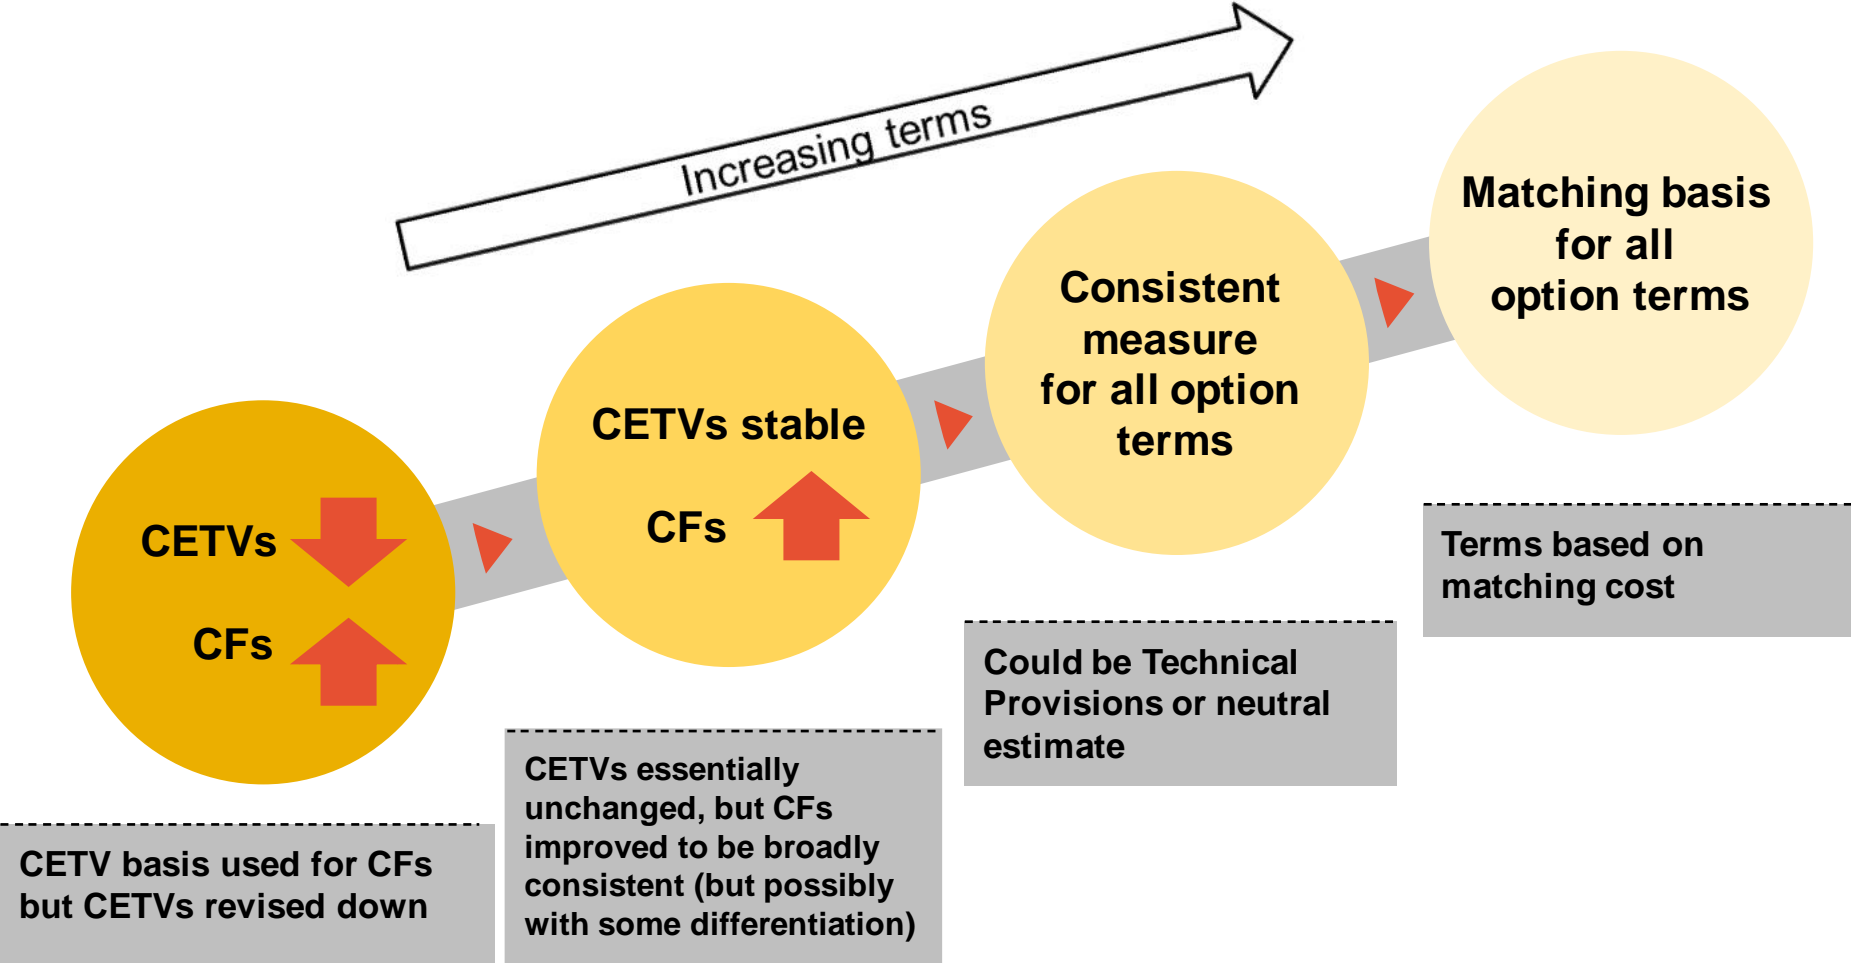 Increasing terms
CETVs
CFs
CETV basis used for CFs
but CETVs revised down
CETVs stable
CFs
CETVs essentially
unchanged, but CFs
improved to be broadly
consistent (but possibly
with some differentiation)
Consistent
measure
for all option
terms
Could be Technical
Provisions or neutral
estimate
Matching basis
for all
option terms
Terms based on
matching cost